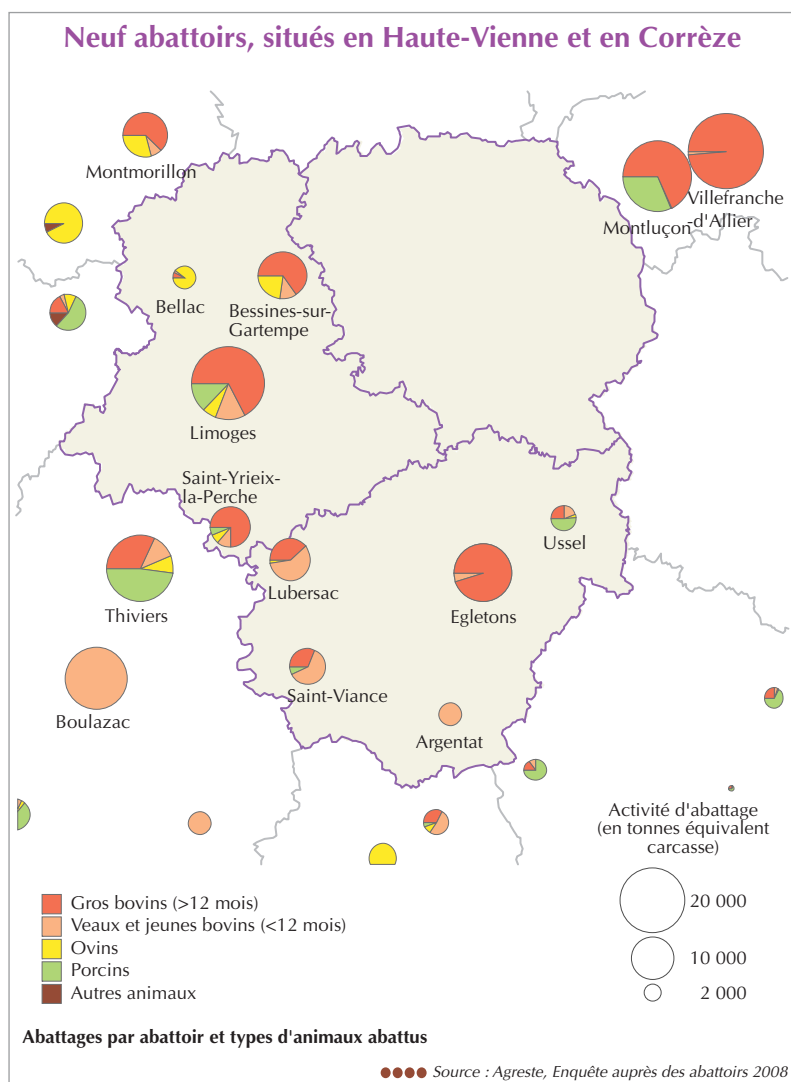 Neuf abattoirs, situés en Haute-Vienne et en Corrèze
Montmorillon
Villefranche
-d'Allier
Montluçon
Bellac
Bessines-sur-
Gartempe
Limoges
Saint-Yrieix-
la-Perche
Ussel
Lubersac
Thiviers
Egletons
Saint-Viance
Boulazac
Argentat
Activité d'abattage
(en tonnes équivalent
carcasse)
20 000
10 000
2 000
Gros bovins (>12 mois)
Veaux et jeunes bovins (<12 mois)
Ovins
Porcins
Autres animaux
Abattages par abattoir et types d'animaux abattus
Source : Agreste, Enquête auprès des abattoirs 2008